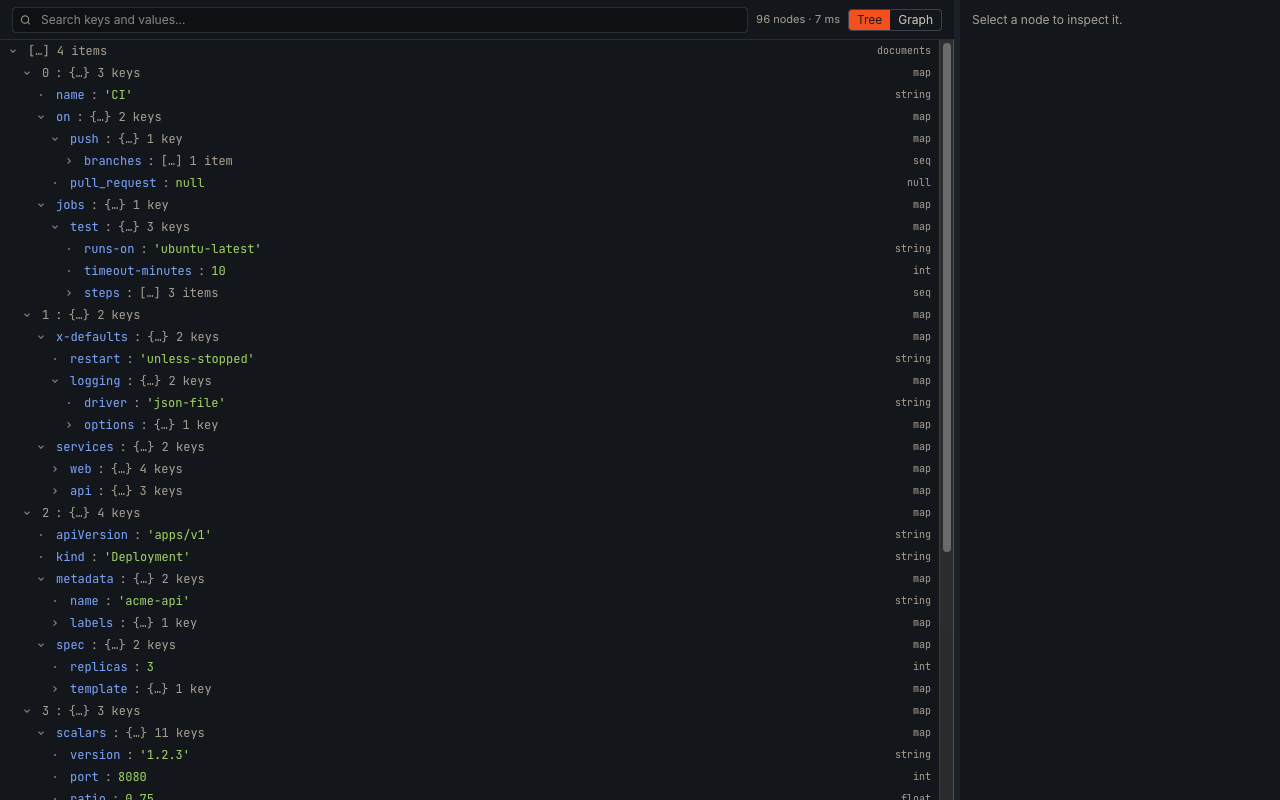 Search keys and values... 96 nodes · 7 ms Tree Graph
Select a node to inspect it.
[…] 4 items documents
0 : {…} 3 keys map
name : 'CI' string
on : {…} 2 keys map
push : {…} 1 key map
branches : […] 1 item seq
pull_request : null null
jobs : {…} 1 key map
test : {…} 3 keys map
runs-on : 'ubuntu-latest' string
timeout-minutes : 10 int
steps : […] 3 items seq
1 : {…} 2 keys map
x-defaults : {…} 2 keys map
restart : 'unless-stopped' string
logging : {…} 2 keys map
driver : 'json-file' string
options : {…} 1 key map
services : {…} 2 keys map
web : {…} 4 keys map
api : {…} 3 keys map
2 : {…} 4 keys map
apiVersion : 'apps/v1' string
kind : 'Deployment' string
metadata : {…} 2 keys map
name : 'acme-api' string
labels : {…} 1 key map
spec : {…} 2 keys map
replicas : 3 int
template : {…} 1 key map
3 : {…} 3 keys map
scalars : {…} 11 keys map
version : '1.2.3' string
port : 8080 int
ratio : 0.75 float